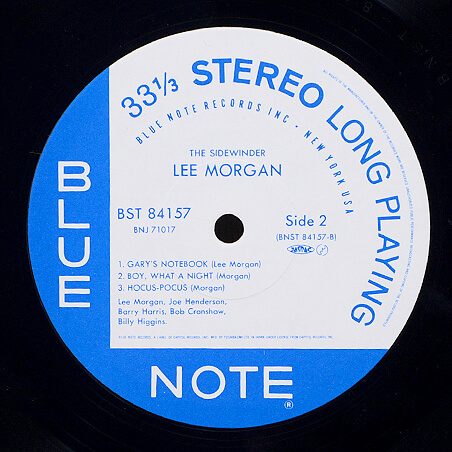 33⅓ STEREO LONG PLAYING
BLUE NOTE RECORDS INC · NEW YORK USA
THE SIDEWINDER
LEE MORGAN
BST 84157
BNJ 71017
Side 2
(BNST 84157-B)
1. GARY'S NOTEBOOK (Lee Morgan)
2. BOY, WHAT A NIGHT (Morgan)
3. HOCUS-POCUS (Morgan)
Lee Morgan, Joe Henderson,
Barry Harris, Bob Cranshaw,
Billy Higgins.
BLUE
NOTE
®